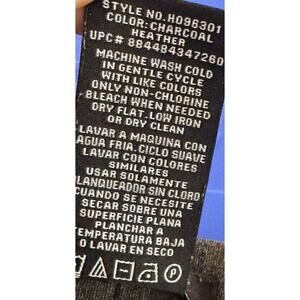 STYLE NO. H096301
COLOR: CHARCOAL
HEATHER
UPC# 884484347260
MACHINE WASH COLD
IN GENTLE CYCLE
WITH LIKE COLORS
ONLY NON-CHLORINE
BLEACH WHEN NEEDED
DRY FLAT. LOW IRON
OR DRY CLEAN
LAVAR A MAQUINA CON
AGUA FRIA. CICLO SUAVE
LAVAR CON COLORES
SIMILARES
USAR SOLAMENTE
BLANQUEADOR SIN CLORO
CUANDO SE NECESITE
SECAR SOBRE UNA
SUPERFICIE PLANA
PLANCHAR A
TEMPERATURA BAJA
O LAVAR EN SECO